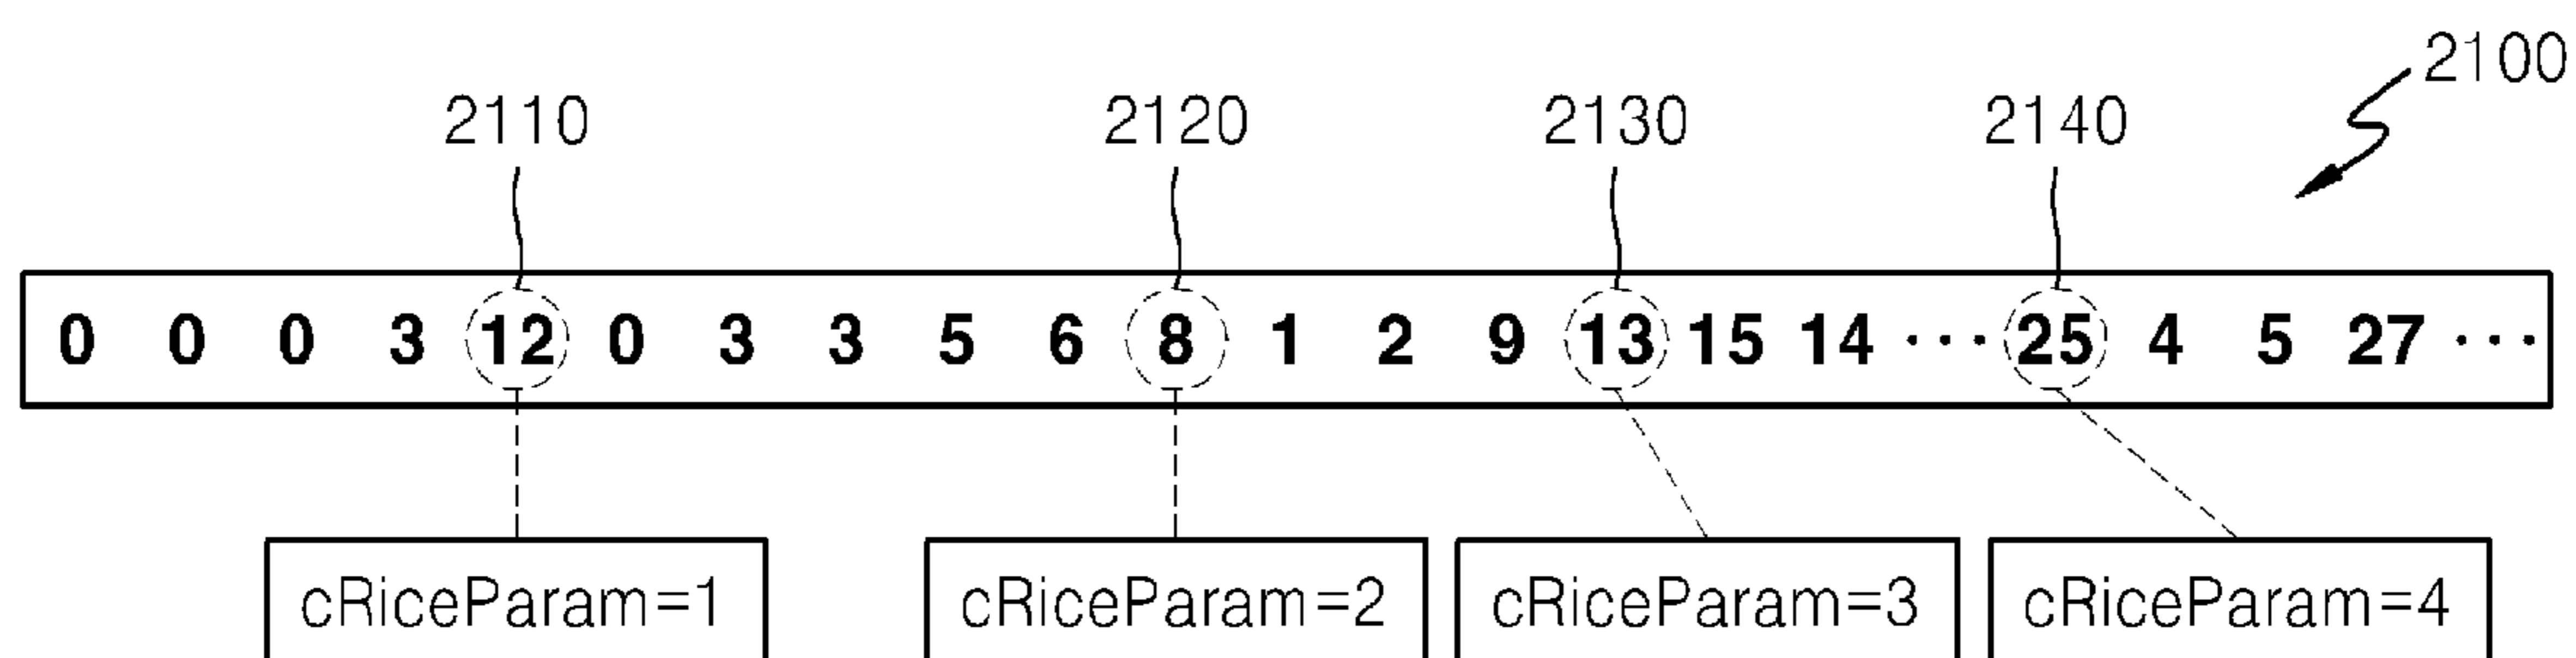 2100
2110 2120 2130 2140
0 0 0 3 12 0 3 3 5 6 8 1 2 9 13 15 14 ··· 25 4 5 27 ···
cRiceParam=1 cRiceParam=2 cRiceParam=3 cRiceParam=4